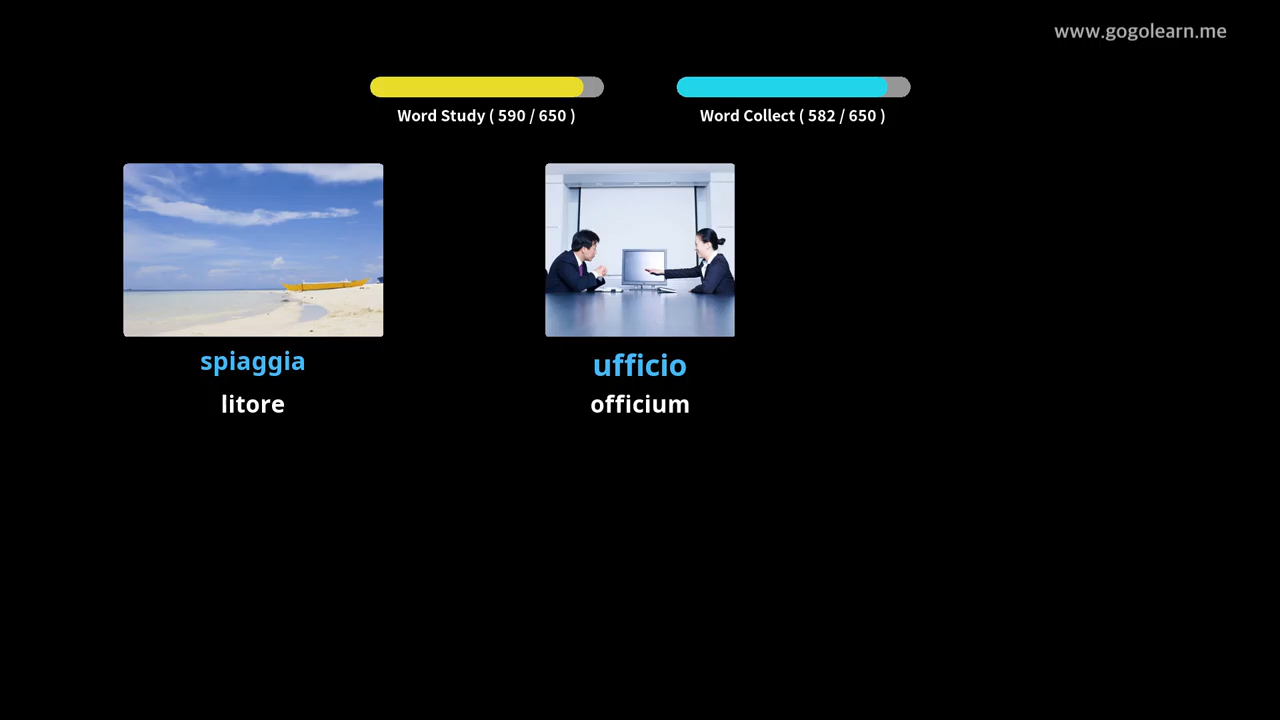 www.gogolearn.me
Word Study ( 590 / 650 )
Word Collect ( 582 / 650 )
spiaggia
litore
ufficio
officium